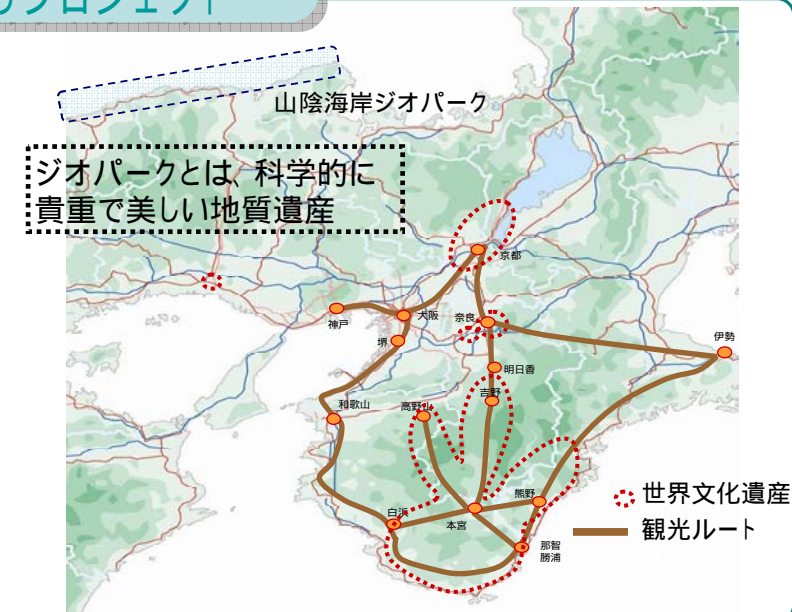 プロジェクト
山陰海岸ジオパーク
ジオパークとは、科学的に
貴重で美しい地質遺産
京都
神戸
大阪
奈良
堺
伊勢
明日香
吉野
和歌山
高野山
熊野
白浜
本宮
那智
勝浦
世界文化遺産
観光ルート